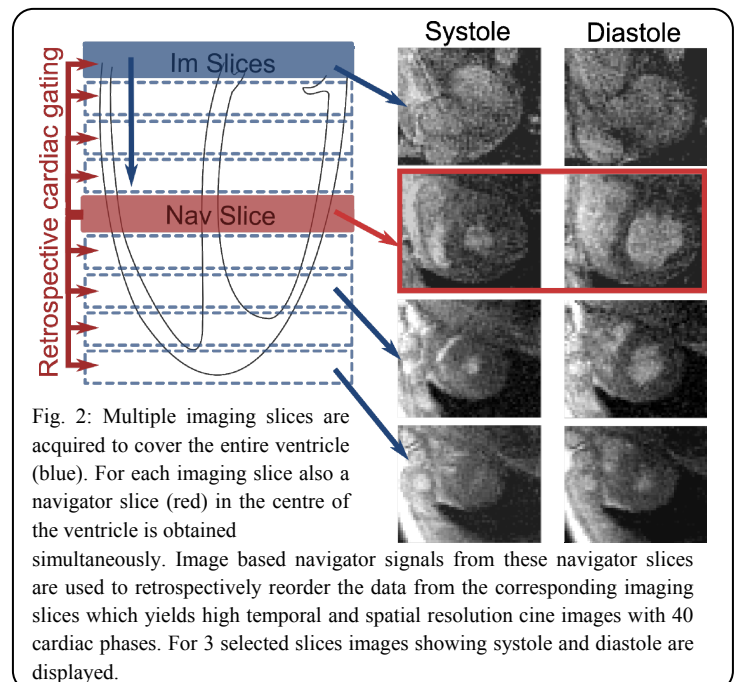 Systole
Diastole
Im Slices
Nav Slice
Retrospective cardiac gating
Fig. 2: Multiple imaging slices are
acquired to cover the entire ventricle
(blue). For each imaging slice also a
navigator slice (red) in the centre of
the ventricle is obtained
simultaneously. Image based navigator signals from these navigator slices
are used to retrospectively reorder the data from the corresponding imaging
slices which yields high temporal and spatial resolution cine images with 40
cardiac phases. For 3 selected slices images showing systole and diastole are
displayed.